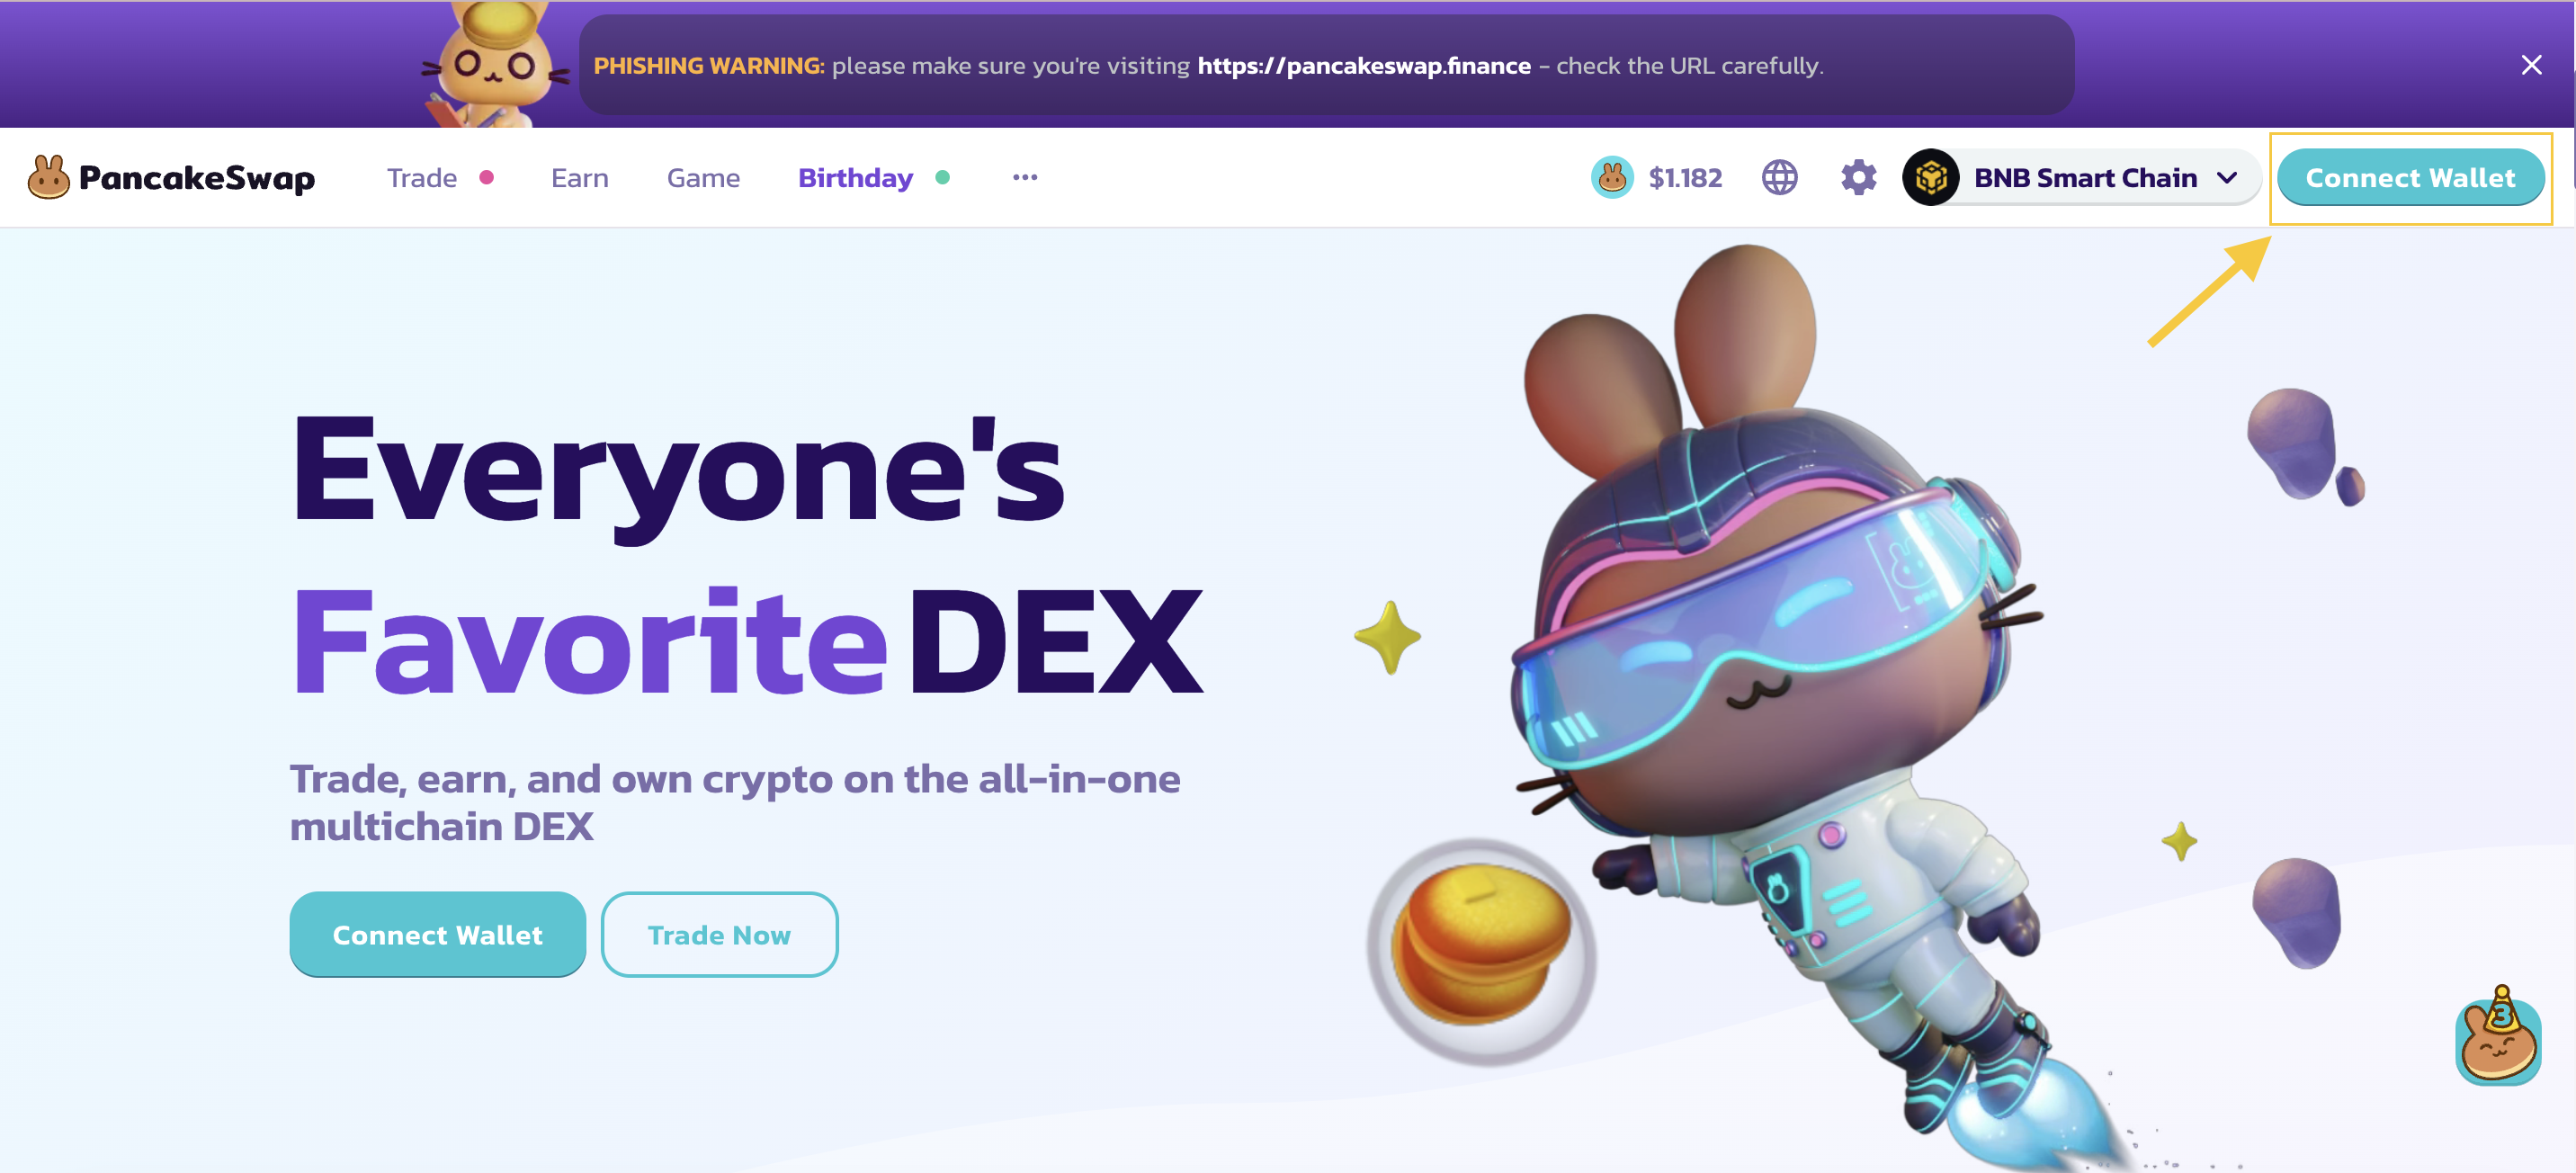 PHISHING WARNING: please make sure you're visiting https://pancakeswap.finance - check the URL carefully.
PancakeSwap Trade Earn Game Birthday ••• $1.182 BNB Smart Chain Connect Wallet
Everyone's
Favorite DEX
Trade, earn, and own crypto on the all-in-one
multichain DEX
Connect Wallet Trade Now
3